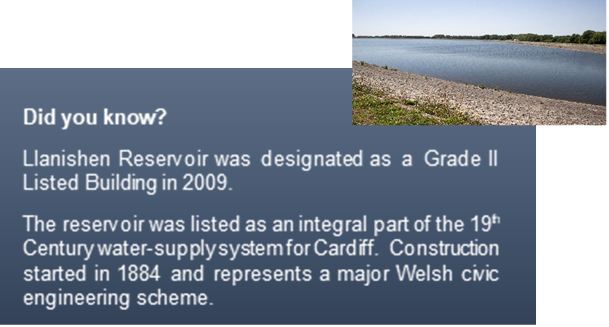 Did you know?
Llanishen Reservoir was designated as a Grade II
Listed Building in 2009.
The reservoir was listed as an integral part of the 19th
Century water-supply system for Cardiff. Construction
started in 1884 and represents a major Welsh civic
engineering scheme.